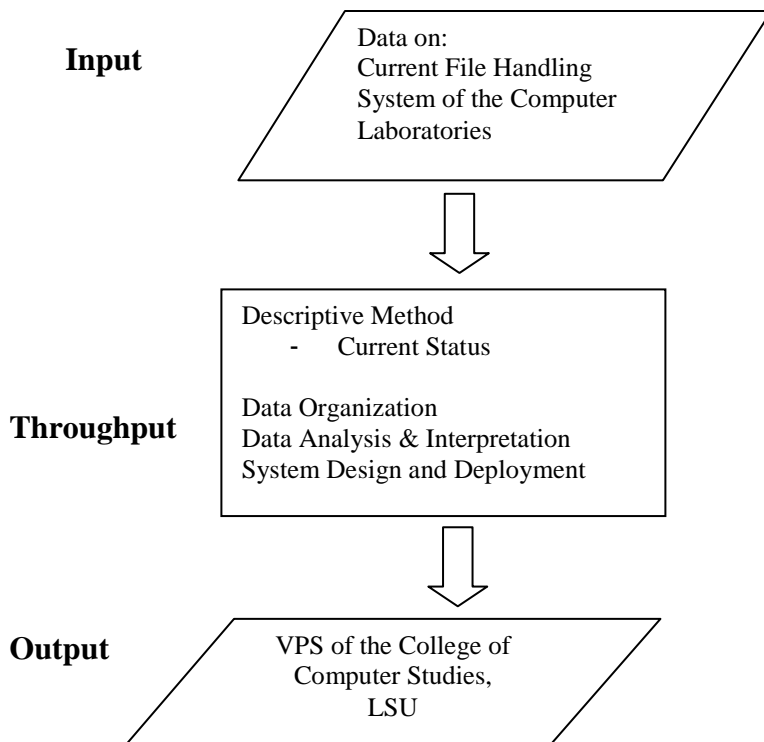 Input
Data on:
Current File Handling
System of the Computer
Laboratories
Throughput
Descriptive Method
- Current Status
Data Organization
Data Analysis & Interpretation
System Design and Deployment
Output
VPS of the College of
Computer Studies,
LSU